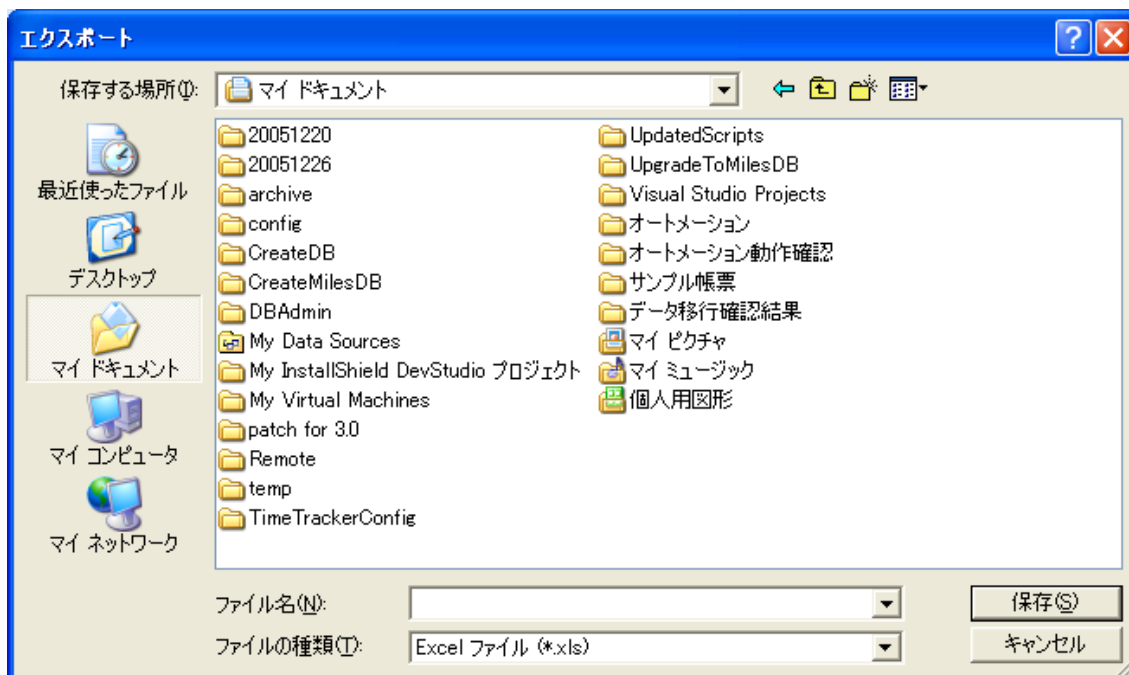 エクスポート
保存する場所(I): マイ ドキュメント
最近使ったファイル
デスクトップ
マイ ドキュメント
マイ コンピュータ
マイ ネットワーク
20051220
20051226
archive
config
CreateDB
CreateMilesDB
DBAdmin
My Data Sources
My InstallShield DevStudio プロジェクト
My Virtual Machines
patch for 3.0
Remote
temp
TimeTrackerConfig
UpdatedScripts
UpgradeToMilesDB
Visual Studio Projects
オートメーション
オートメーション動作確認
サンプル帳票
データ移行確認結果
マイ ピクチャ
マイ ミュージック
個人用図形
ファイル名(N):
保存(S)
ファイルの種類(T): Excel ファイル (*.xls)
キャンセル